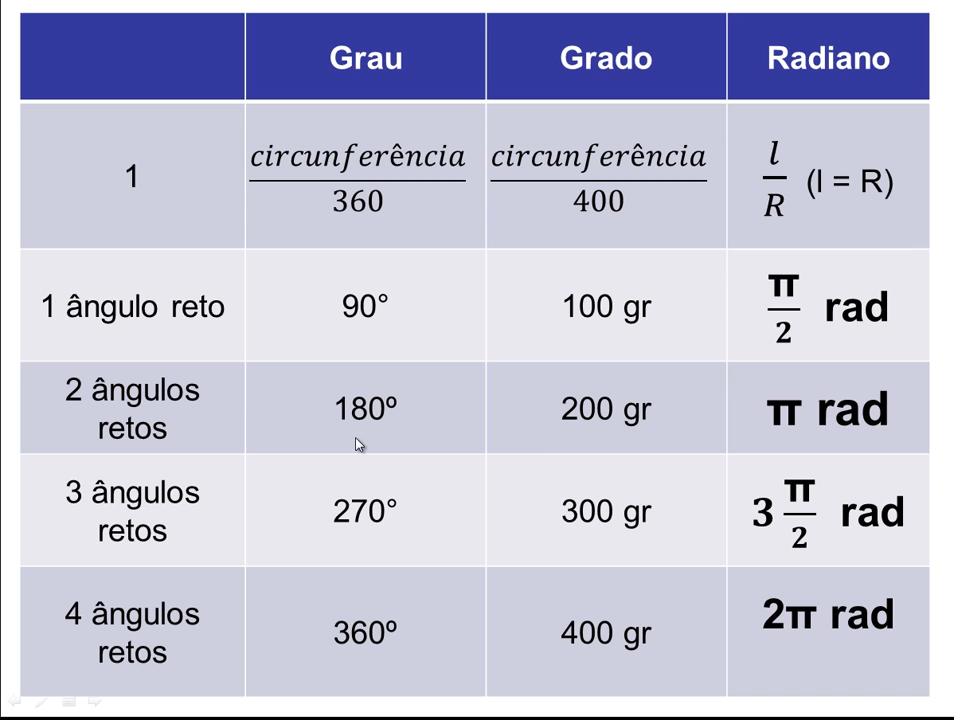 Grau Grado Radiano
1 circunferência/360 circunferência/400 l/R (l = R)
1 ângulo reto 90° 100 gr π/2 rad
2 ângulos
retos 180º 200 gr π rad
3 ângulos
retos 270° 300 gr 3 π/2 rad
4 ângulos
retos 360º 400 gr 2π rad